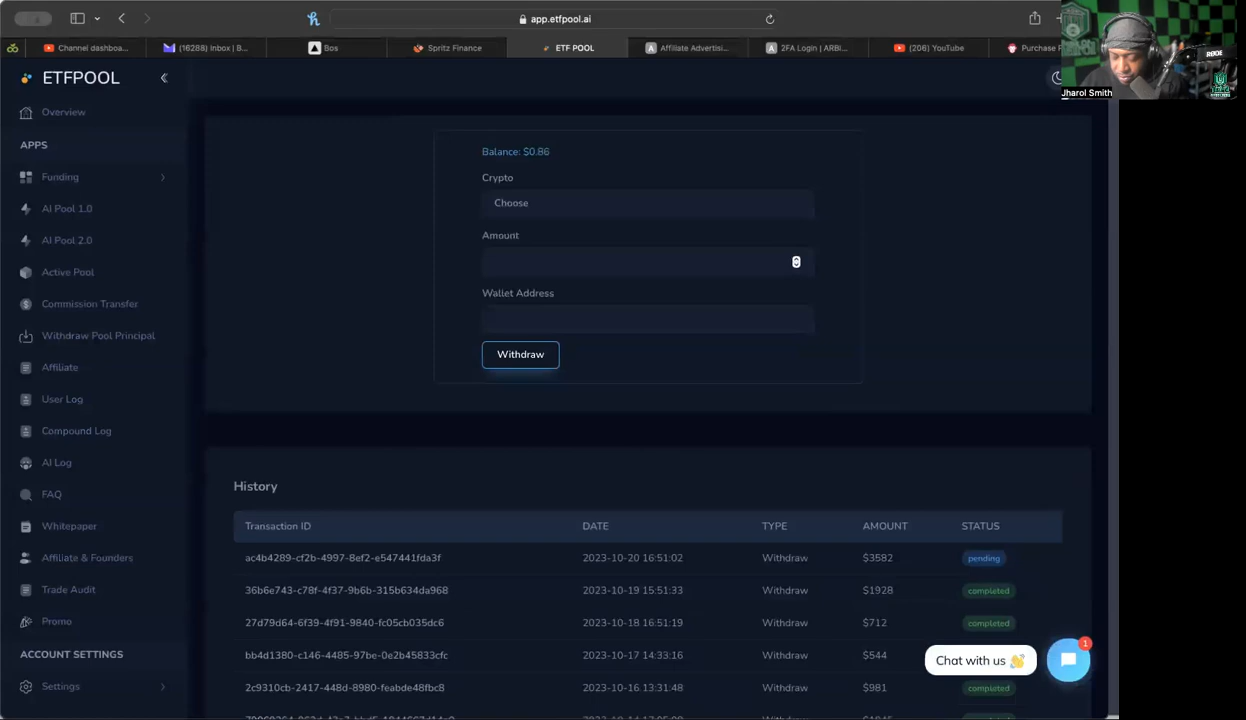 app.etfpool.ai
Channel dashboa...
(16288) Inbox | B...
Bos
Spritz Finance
ETF POOL
Affiliate Advertisi...
2FA Login | ARBI...
(206) YouTube
Purchase
RØDE
Jharol Smith
ETFPOOL
Overview
APPS
Funding
AI Pool 1.0
AI Pool 2.0
Active Pool
Commission Transfer
Withdraw Pool Principal
Affiliate
User Log
Compound Log
AI Log
FAQ
Whitepaper
Affiliate & Founders
Trade Audit
Promo
ACCOUNT SETTINGS
Settings
Balance: $0.86
Crypto
Choose
Amount
Wallet Address
Withdraw
History
Transaction ID DATE TYPE AMOUNT STATUS
ac4b4289-cf2b-4997-8ef2-e547441fda3f 2023-10-20 16:51:02 Withdraw $3582 pending
36b6e743-c78f-4f37-9b6b-315b634da968 2023-10-19 15:51:33 Withdraw $1928 completed
27d79d64-6f39-4f91-9840-fc05cb035dc6 2023-10-18 16:51:19 Withdraw $712 completed
bb4d1380-c146-4485-97be-0e2b45833cfc 2023-10-17 14:33:16 Withdraw $544
2c9310cb-2417-448d-8980-feabde48fbc8 2023-10-16 13:31:48 Withdraw $981 completed
Chat with us 👋
1